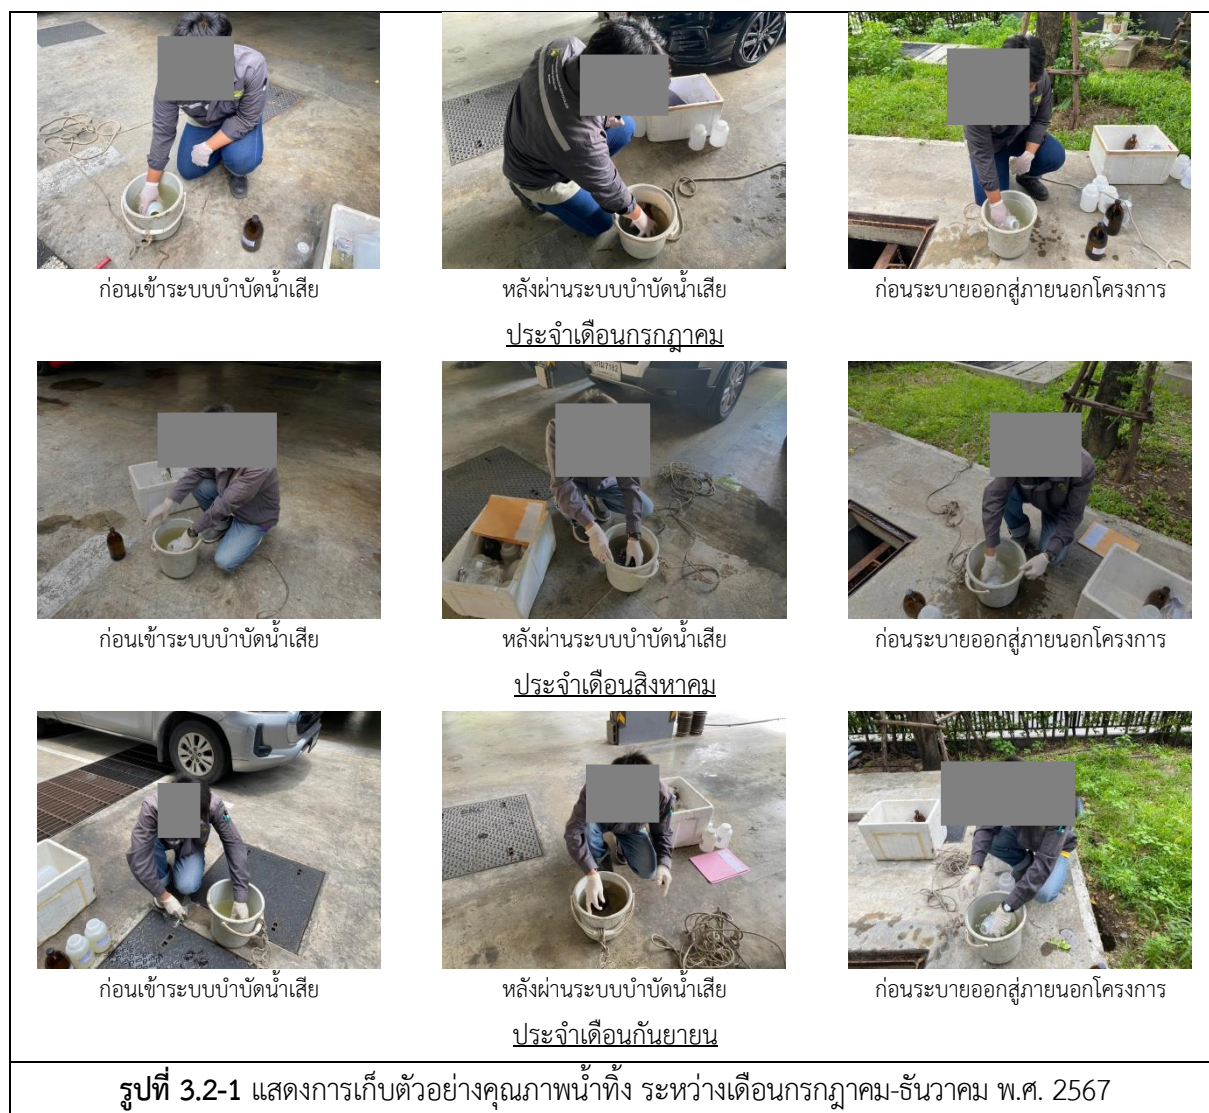 ก่อนเข้าระบบบำบัดน้ำเสีย
หลังผ่านระบบบำบัดน้ำเสีย
ก่อนระบายออกสู่ภายนอกโครงการ
ประจำเดือนกรกฎาคม
ก่อนเข้าระบบบำบัดน้ำเสีย
หลังผ่านระบบบำบัดน้ำเสีย
ก่อนระบายออกสู่ภายนอกโครงการ
ประจำเดือนสิงหาคม
ก่อนเข้าระบบบำบัดน้ำเสีย
หลังผ่านระบบบำบัดน้ำเสีย
ก่อนระบายออกสู่ภายนอกโครงการ
ประจำเดือนกันยายน
รูปที่ 3.2-1 แสดงการเก็บตัวอย่างคุณภาพน้ำทิ้ง ระหว่างเดือนกรกฎาคม-ธันวาคม พ.ศ. 2567